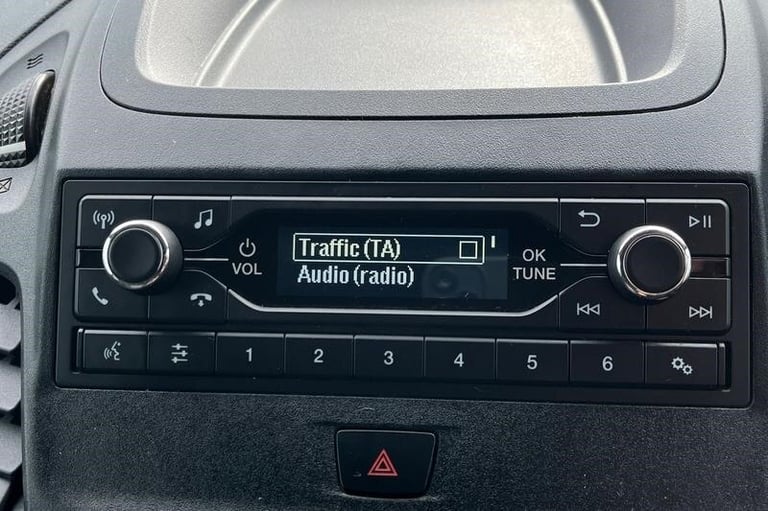 Traffic (TA)
Audio (radio)
VOL
OK
TUNE
1 2 3 4 5 6